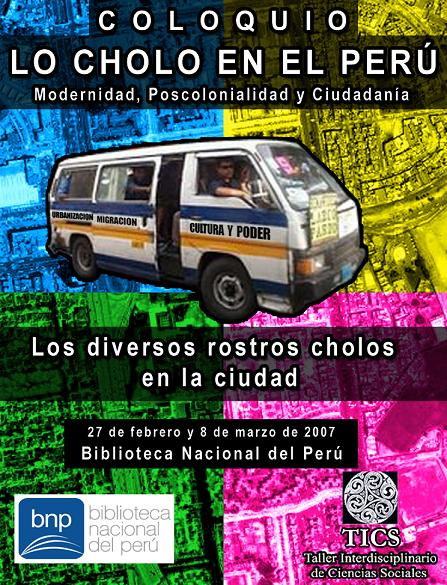 COLOQUIO
LO CHOLO EN EL PERÚ
Modernidad, Poscolonialidad y Ciudadanía
URBANIZACION MIGRACION
CULTURA Y PODER
Los diversos rostros cholos
en la ciudad
27 de febrero y 8 de marzo de 2007
Biblioteca Nacional del Perú
bnp
biblioteca
nacional
del perú
TICS
Taller Interdisciplinario
de Ciencias Sociales